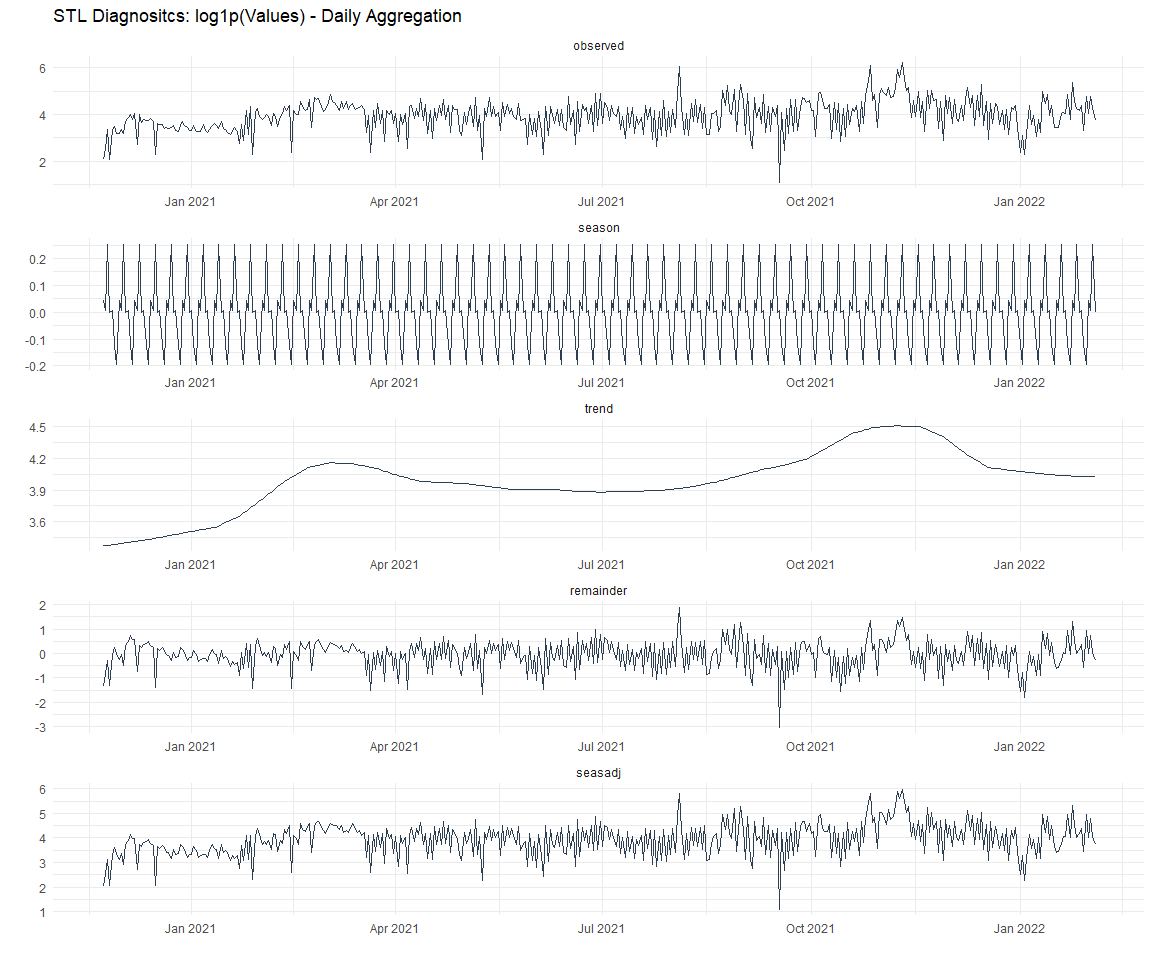 STL Diagnositcs: log1p(Values) - Daily Aggregation
observed
6
4
2
Jan 2021 Apr 2021 Jul 2021 Oct 2021 Jan 2022
season
0.2
0.1
0.0
-0.1
-0.2
Jan 2021 Apr 2021 Jul 2021 Oct 2021 Jan 2022
trend
4.5
4.2
3.9
3.6
Jan 2021 Apr 2021 Jul 2021 Oct 2021 Jan 2022
remainder
2
1
0
-1
-2
-3
Jan 2021 Apr 2021 Jul 2021 Oct 2021 Jan 2022
seasadj
6
5
4
3
2
1
Jan 2021 Apr 2021 Jul 2021 Oct 2021 Jan 2022